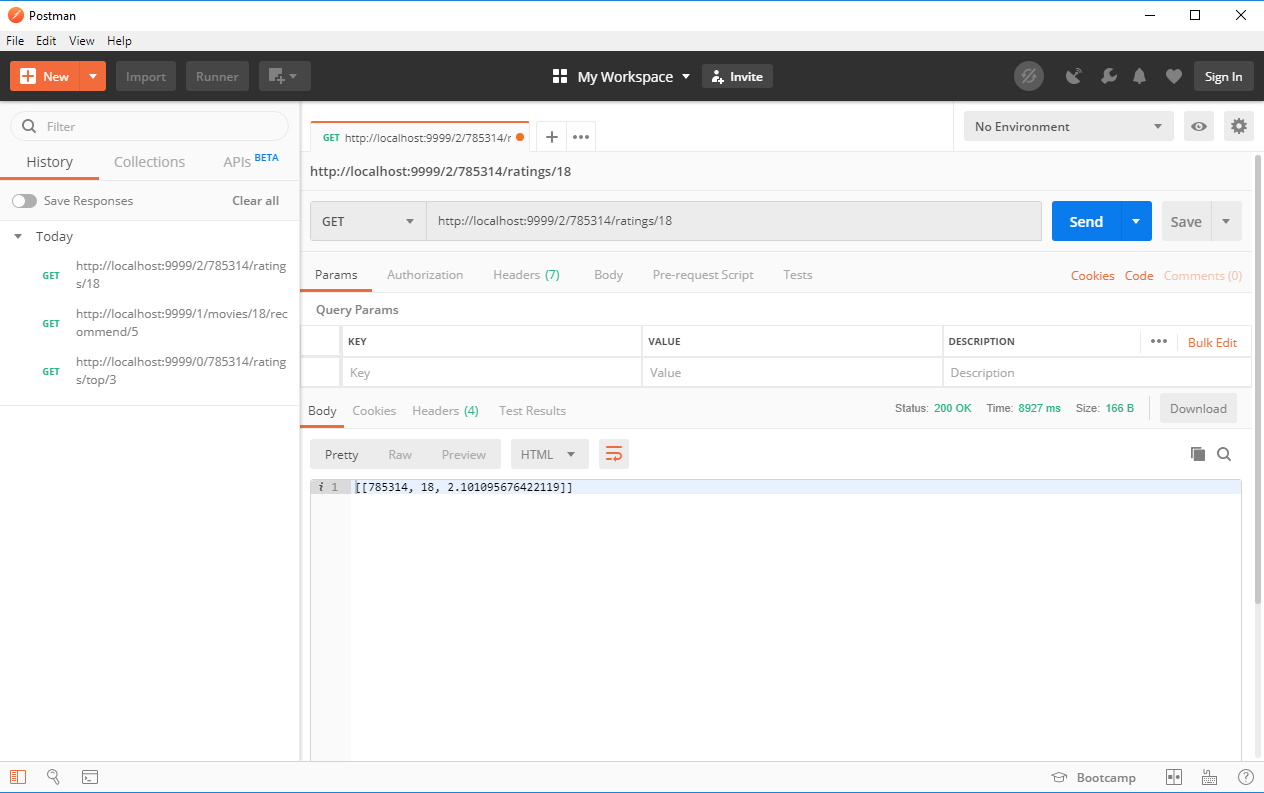 Postman
File Edit View Help
New Import Runner My Workspace Invite Sign In
Filter
History Collections APIs BETA
Save Responses Clear all
Today
GET http://localhost:9999/2/785314/rating
s/18
GET http://localhost:9999/1/movies/18/rec
ommend/5
GET http://localhost:9999/0/785314/rating
s/top/3
GET http://localhost:9999/2/785314/r
No Environment
http://localhost:9999/2/785314/ratings/18
GET http://localhost:9999/2/785314/ratings/18 Send Save
Params Authorization Headers (7) Body Pre-request Script Tests Cookies Code Comments (0)
Query Params
KEY VALUE DESCRIPTION Bulk Edit
Key Value Description
Body Cookies Headers (4) Test Results Status: 200 OK Time: 8927 ms Size: 166 B Download
Pretty Raw Preview HTML
i 1 [[785314, 18, 2.101095676422119]]
Bootcamp